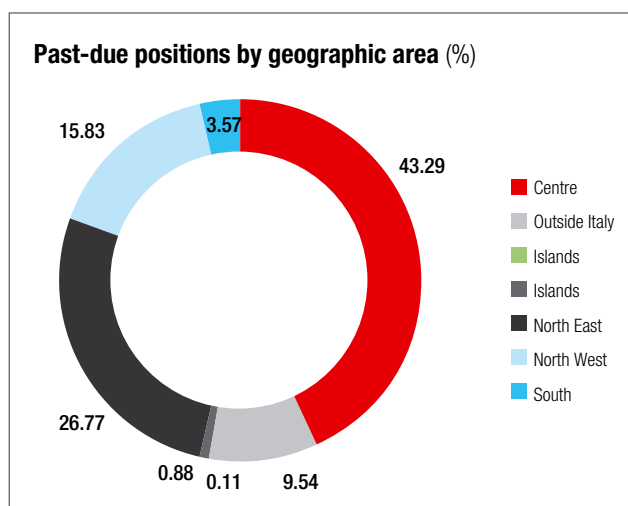 Past-due positions by geographic area (%)
3.57
15.83
43.29
Centre
Outside Italy
Islands
Islands
North East
North West
South
26.77
0.88
0.11
9.54